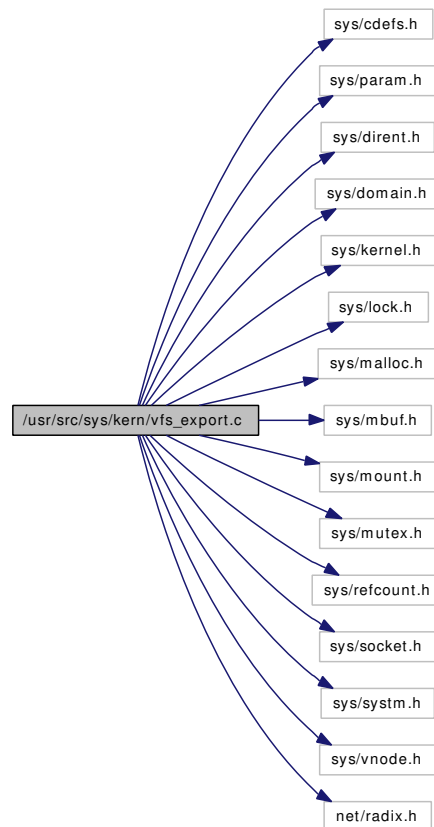 sys/cdefs.h
sys/param.h
sys/dirent.h
sys/domain.h
sys/kernel.h
sys/lock.h
sys/malloc.h
/usr/src/sys/kern/vfs_export.c
sys/mbuf.h
sys/mount.h
sys/mutex.h
sys/refcount.h
sys/socket.h
sys/systm.h
sys/vnode.h
net/radix.h